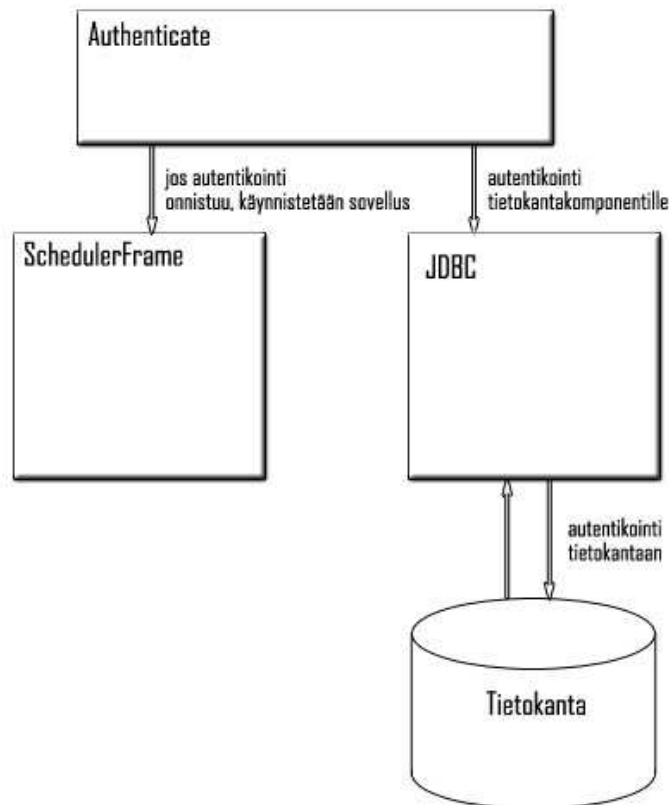 Authenticate
jos autentikointi
onnistuu, käynnistetään sovellus
autentikointi
tietokantakomponentille
SchedulerFrame
JDBC
autentikointi
tietokantaan
Tietokanta